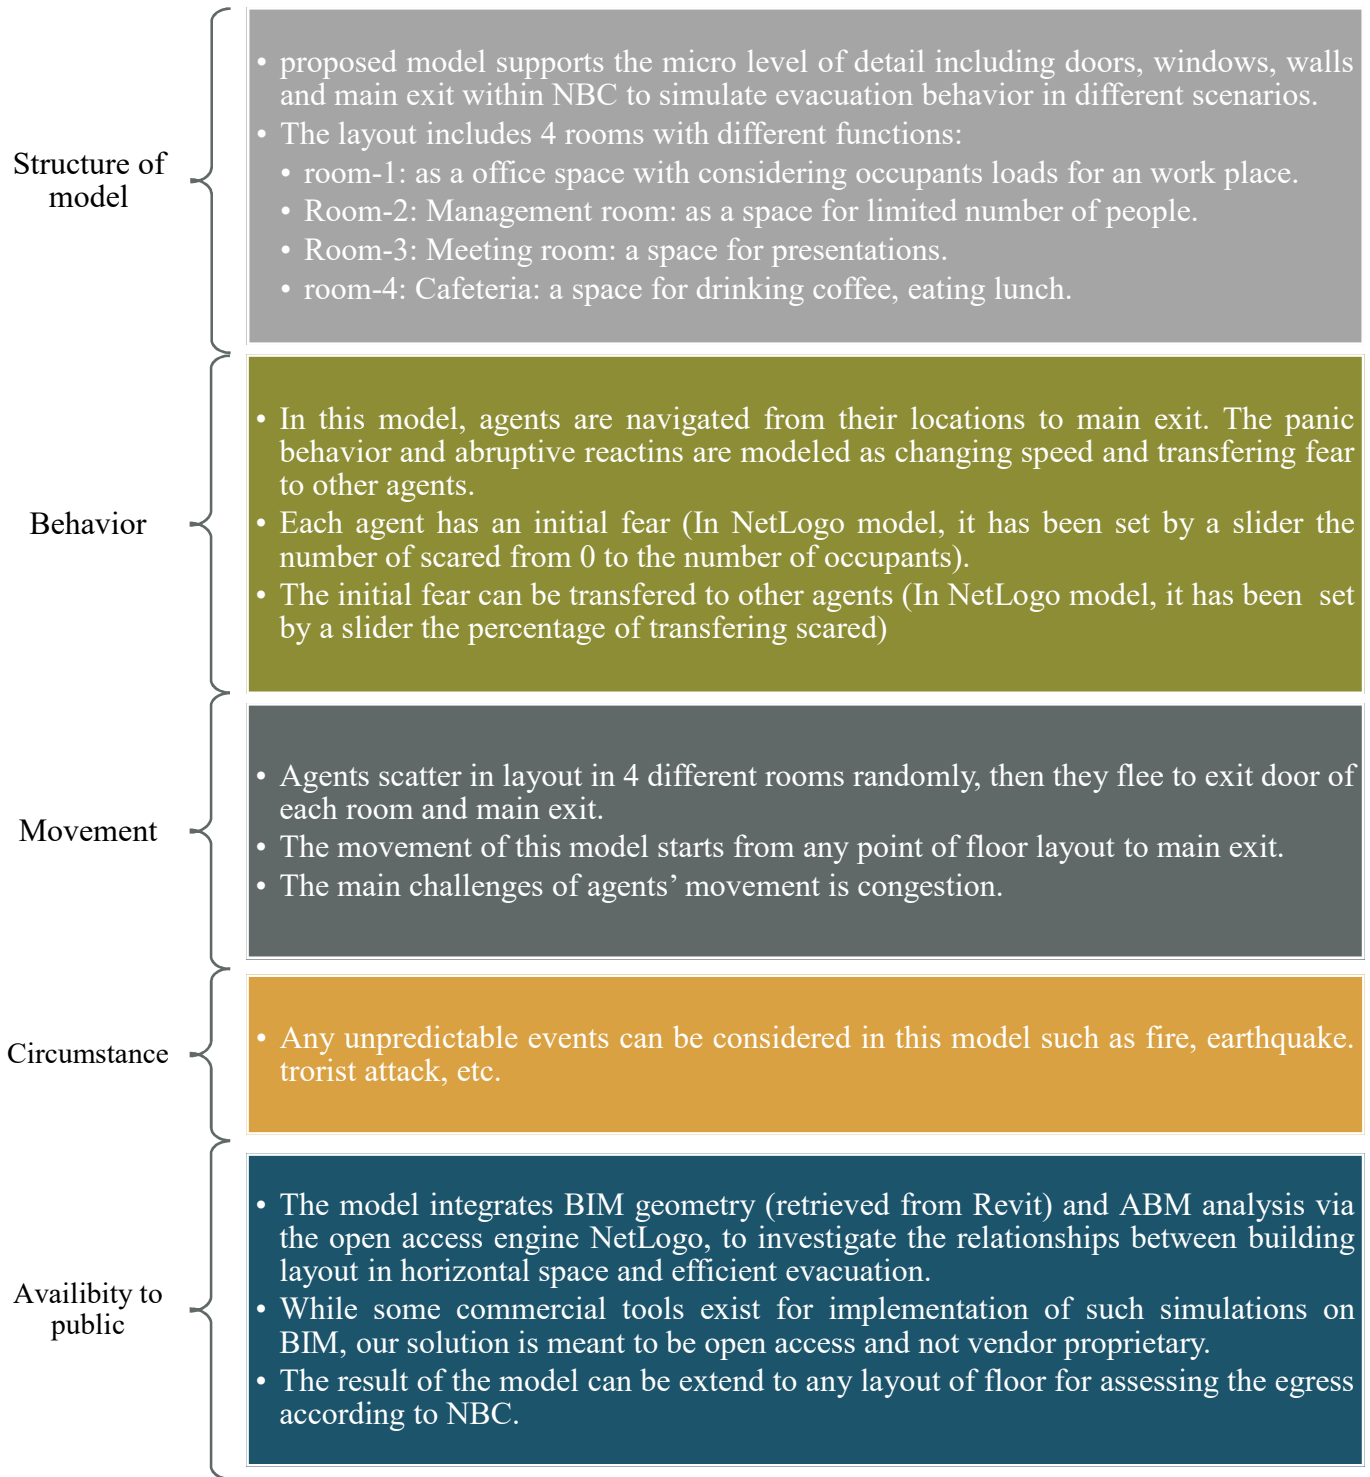 Structure of
model
• proposed model supports the micro level of detail including doors, windows, walls
and main exit within NBC to simulate evacuation behavior in different scenarios.
• The layout includes 4 rooms with different functions:
• room-1: as a office space with considering occupants loads for an work place.
• Room-2: Management room: as a space for limited number of people.
• Room-3: Meeting room: a space for presentations.
• room-4: Cafeteria: a space for drinking coffee, eating lunch.
Behavior
• In this model, agents are navigated from their locations to main exit. The panic
behavior and abruptive reactins are modeled as changing speed and transfering fear
to other agents.
• Each agent has an initial fear (In NetLogo model, it has been set by a slider the
number of scared from 0 to the number of occupants).
• The initial fear can be transfered to other agents (In NetLogo model, it has been set
by a slider the percentage of transfering scared)
Movement
• Agents scatter in layout in 4 different rooms randomly, then they flee to exit door of
each room and main exit.
• The movement of this model starts from any point of floor layout to main exit.
• The main challenges of agents’ movement is congestion.
Circumstance
• Any unpredictable events can be considered in this model such as fire, earthquake.
trorist attack, etc.
Availibity to
public
• The model integrates BIM geometry (retrieved from Revit) and ABM analysis via
the open access engine NetLogo, to investigate the relationships between building
layout in horizontal space and efficient evacuation.
• While some commercial tools exist for implementation of such simulations on
BIM, our solution is meant to be open access and not vendor proprietary.
• The result of the model can be extend to any layout of floor for assessing the egress
according to NBC.